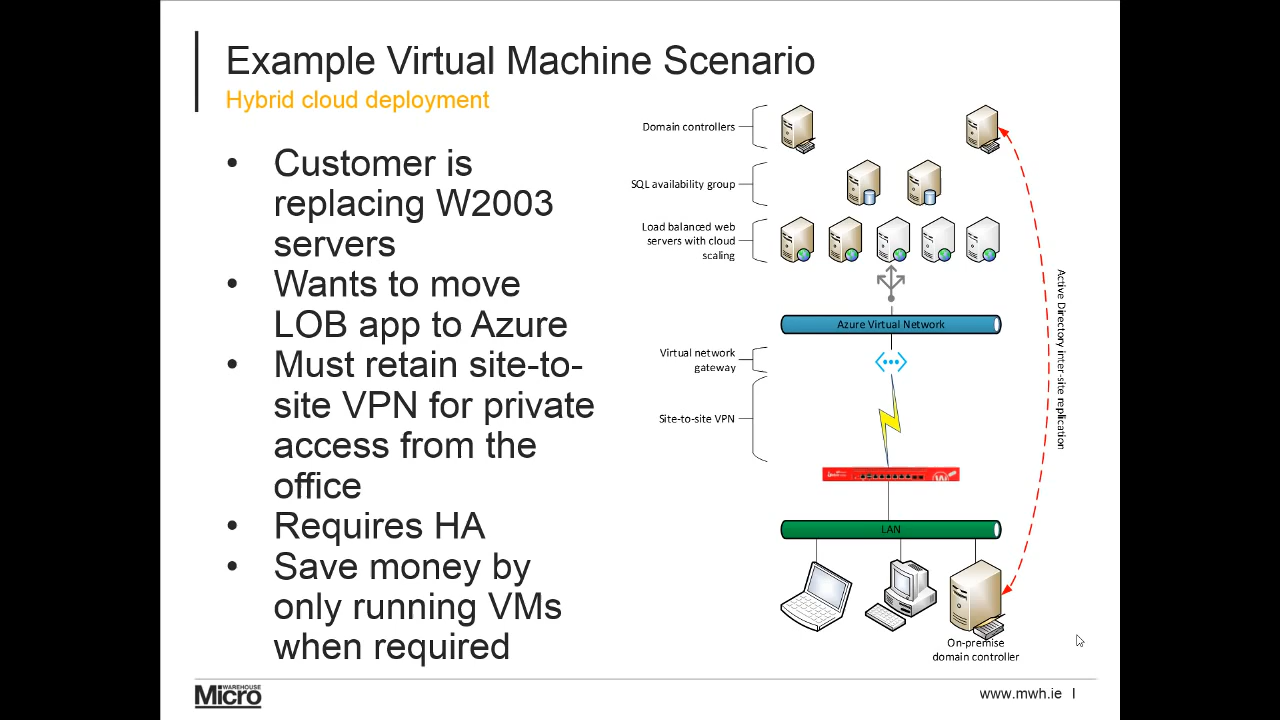 Example Virtual Machine Scenario
Hybrid cloud deployment
• Customer is
replacing W2003
servers
• Wants to move
LOB app to Azure
• Must retain site-to-
site VPN for private
access from the
office
• Requires HA
• Save money by
only running VMs
when required
Domain controllers
SQL availability group
Load balanced web
servers with cloud
scaling
Azure Virtual Network
Virtual network
gateway
Site-to-site VPN
LAN
On-premise
domain controller
Active Directory inter-site replication
WAREHOUSE
Micro
www.mwh.ie I